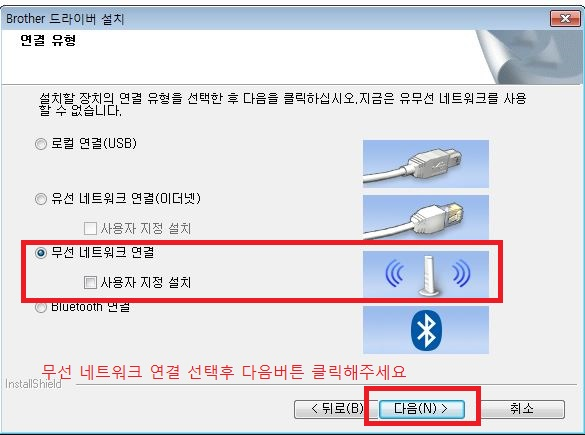 Brother 드라이버 설치
연결 유형
설치할 장치의 연결 유형을 선택한 후 다음을 클릭하십시오.지금은 유무선 네트워크를 사용
할 수 없습니다.
로컬 연결(USB)
유선 네트워크 연결(이더넷)
사용자 지정 설치
무선 네트워크 연결
사용자 지정 설치
Bluetooth 연결
무선 네트워크 연결 선택후 다음버튼 클릭해주세요
InstallShield
< 뒤로(B)
다음(N) >
취소